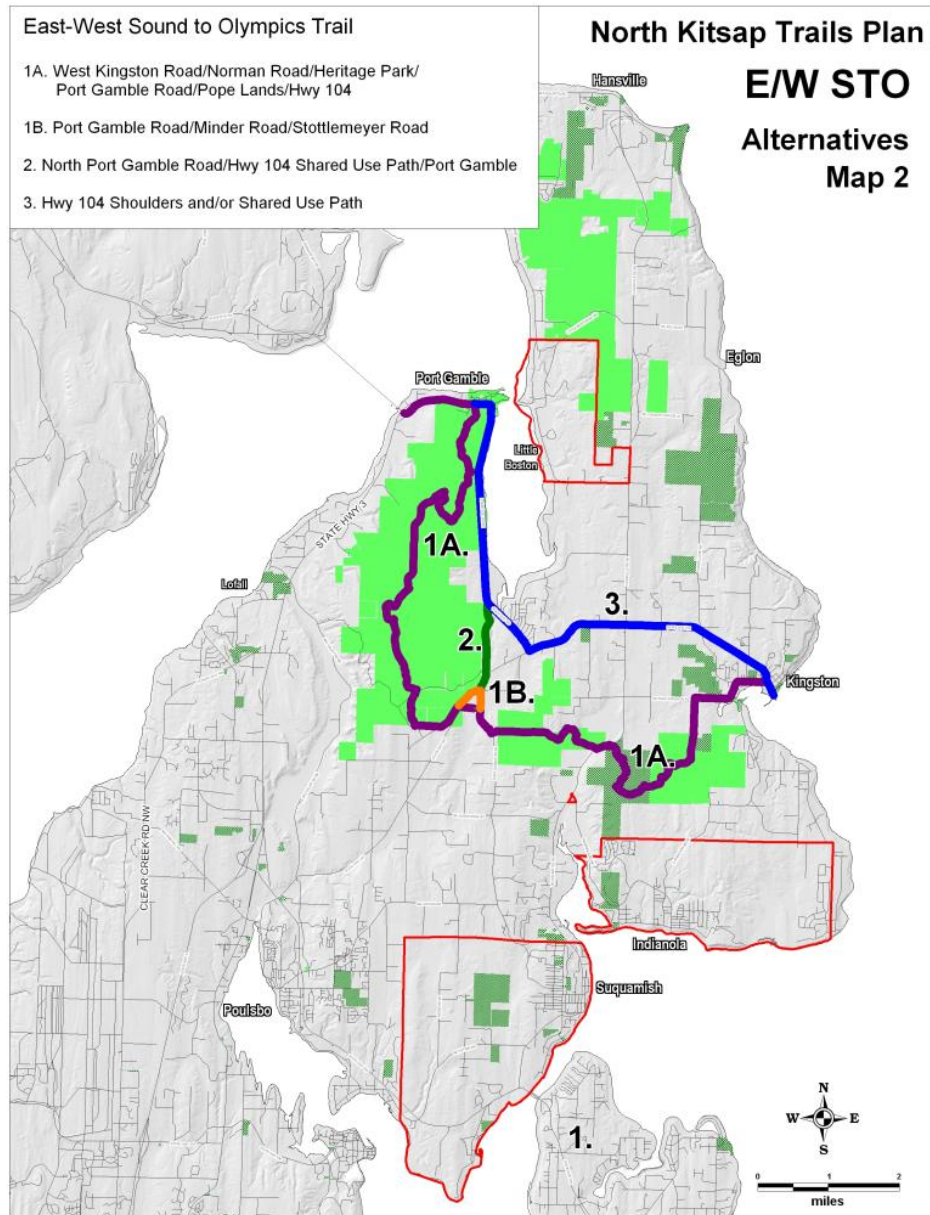 East-West Sound to Olympics Trail
1A. West Kingston Road/Norman Road/Heritage Park/
Port Gamble Road/Pope Lands/Hwy 104
1B. Port Gamble Road/Minder Road/Stottlemeyer Road
2. North Port Gamble Road/Hwy 104 Shared Use Path/Port Gamble
3. Hwy 104 Shoulders and/or Shared Use Path
North Kitsap Trails Plan
E/W STO
Alternatives
Map 2
Hansville
Eglon
Port Gamble
Little
Boston
STATE HWY 3
1A.
Lofall
3.
2.
1B.
Kingston
1A.
CLEAR CREEK RD NW
Indianola
Suquamish
Poulsbo
1.
N
W E
S
0 1 2
miles